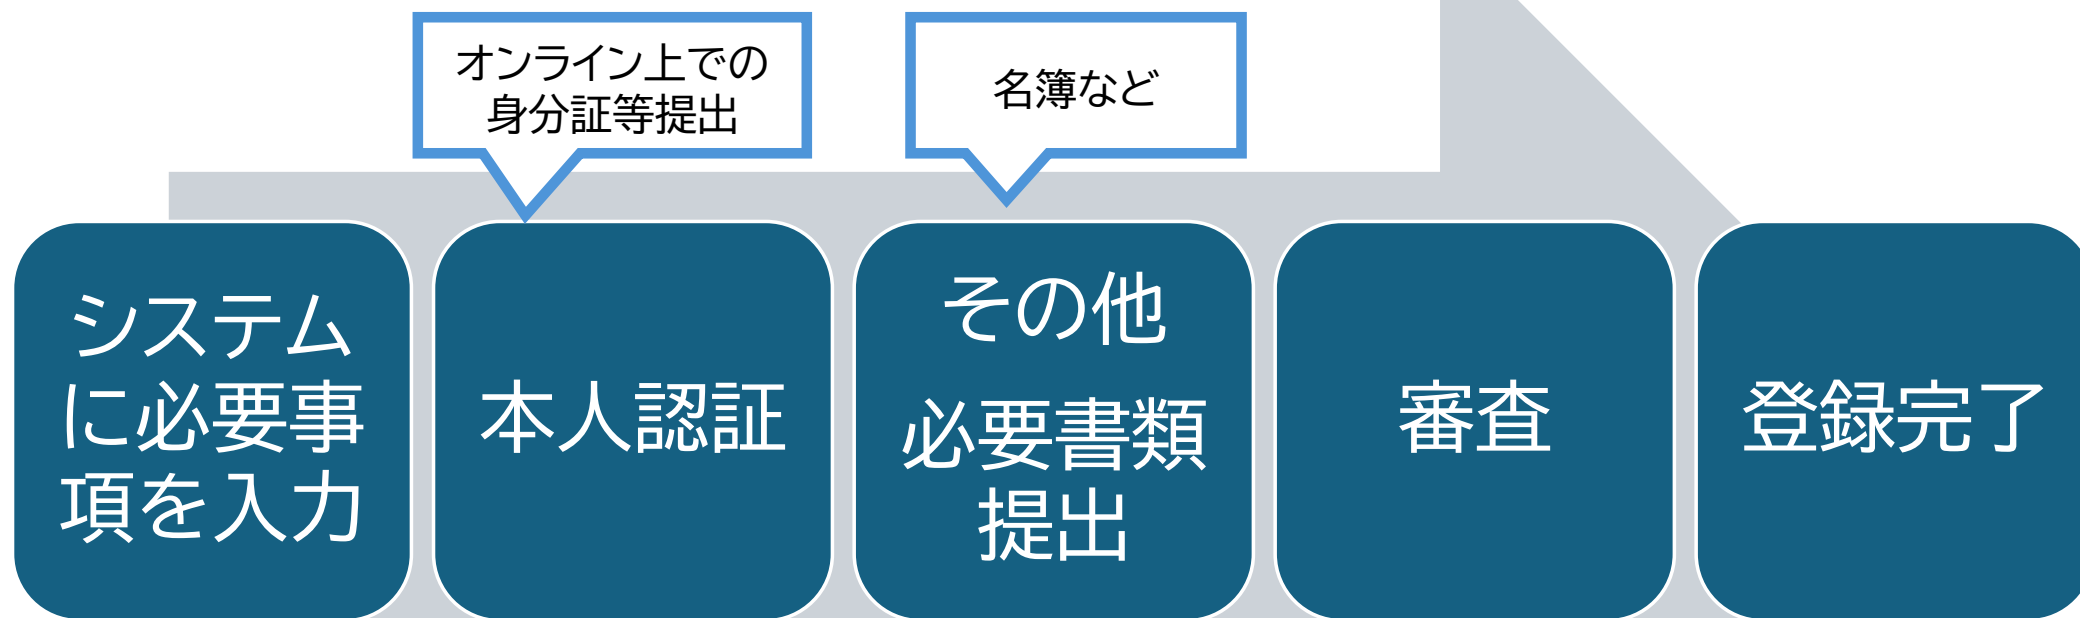 オンライン上での
身分証等提出
名簿など
システム
に必要事
項を入力
本人認証
その他
必要書類
提出
審査
登録完了